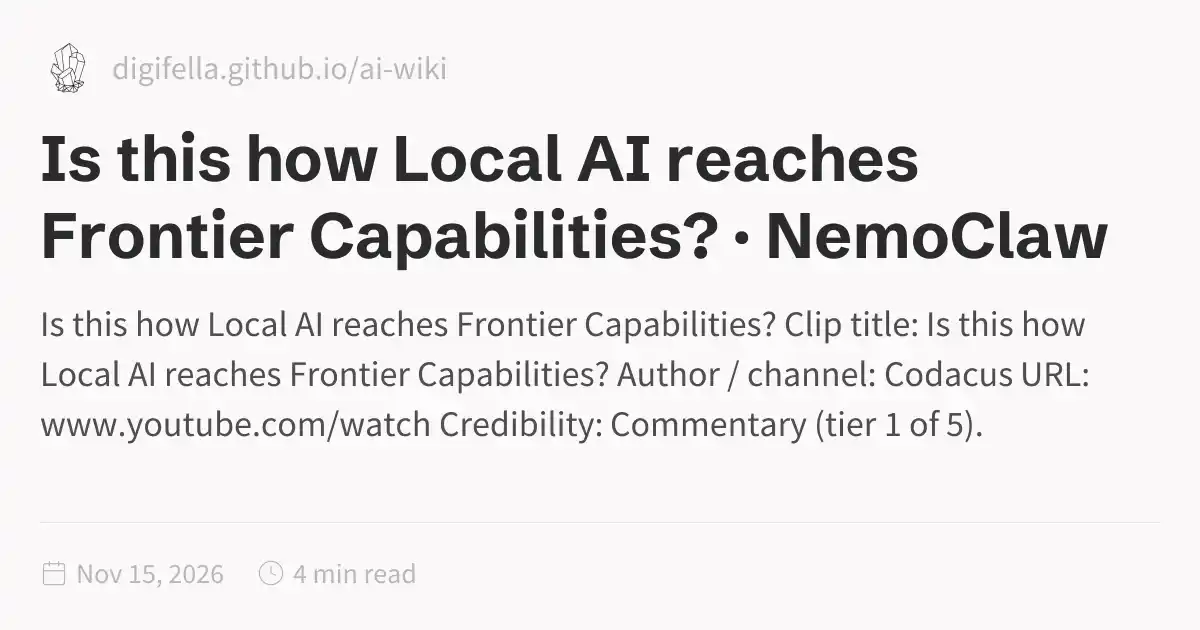 digifella.github.io/ai-wiki
Is this how Local AI reaches
Frontier Capabilities? · NemoClaw
Is this how Local AI reaches Frontier Capabilities? Clip title: Is this how
Local AI reaches Frontier Capabilities? Author / channel: Codacus URL:
www.youtube.com/watch Credibility: Commentary (tier 1 of 5).
Nov 15, 2026 4 min read